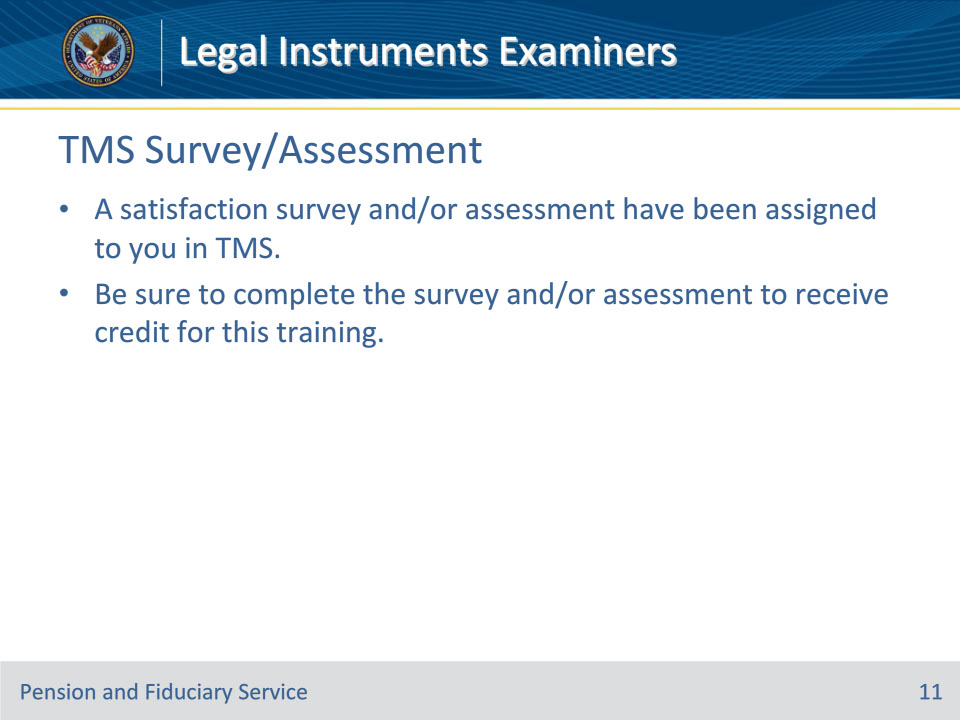 DEPARTMENT OF VETERANS AFFAIRS
UNITED STATES OF AMERICA
Legal Instruments Examiners
TMS Survey/Assessment
• A satisfaction survey and/or assessment have been assigned
to you in TMS.
• Be sure to complete the survey and/or assessment to receive
credit for this training.
Pension and Fiduciary Service
11